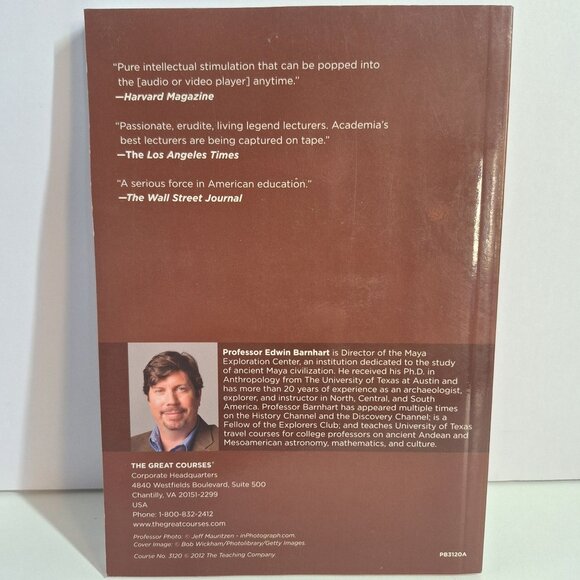 “Pure intellectual stimulation that can be popped into
the [audio or video player] anytime.”
—Harvard Magazine
“Passionate, erudite, living legend lecturers. Academia’s
best lecturers are being captured on tape.”
—The Los Angeles Times
“A serious force in American education.”
—The Wall Street Journal
Professor Edwin Barnhart is Director of the Maya
Exploration Center, an institution dedicated to the study
of ancient Maya civilization. He received his Ph.D. in
Anthropology from The University of Texas at Austin and
has more than 20 years of experience as an archaeologist,
explorer, and instructor in North, Central, and South
America. Professor Barnhart has appeared multiple times
on the History Channel and the Discovery Channel; is a
Fellow of the Explorers Club; and teaches University of Texas
travel courses for college professors on ancient Andean and
Mesoamerican astronomy, mathematics, and culture.
THE GREAT COURSES®
Corporate Headquarters
4840 Westfields Boulevard, Suite 500
Chantilly, VA 20151-2299
USA
Phone: 1-800-832-2412
www.thegreatcourses.com
Professor Photo: © Jeff Mauritzen - inPhotograph.com.
Cover Image: © Bob Wickham/Photolibrary/Getty Images.
Course No. 3120 © 2012 The Teaching Company
PB3120A